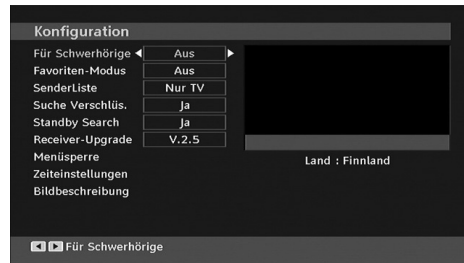 Konfiguration
Für Schwerhörige Aus
Favoriten-Modus Aus
SenderListe Nur TV
Suche Verschlüs. Ja
Standby Search Ja
Receiver-Upgrade V.2.5
Menüsperre
Zeiteinstellungen
Bildbeschreibung
Land : Finnland
Für Schwerhörige